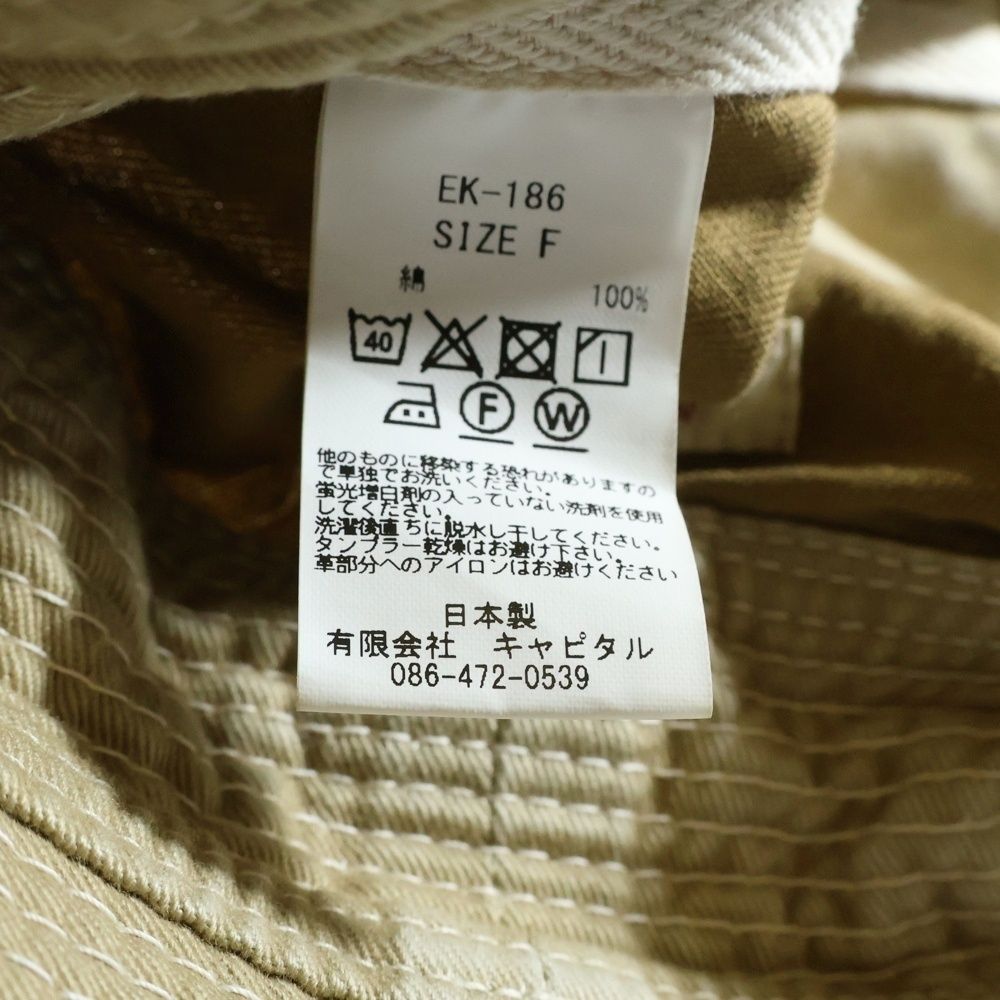 EK-186
SIZE F
綿 100%
40
F W
他のものに移染する恐れがありますの
で単独でお洗いください。
蛍光増白剤の入っていない洗剤を使用
してください。
洗濯後直ちに脱水し干してください。
タンブラー乾燥はお避け下さい。
革部分へのアイロンはお避けください
日本製
有限会社 キャピタル
086-472-0539